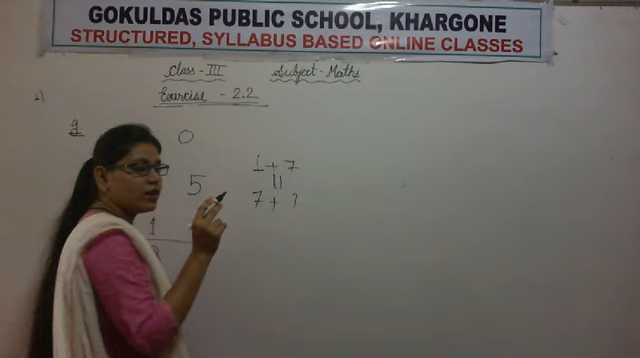 GOKULDAS PUBLIC SCHOOL, KHARGONE
STRUCTURED, SYLLABUS BASED ONLINE CLASSES
Class - III Subject - Maths
Exercise - 2.2
0
1 + 7
5
7 +
1